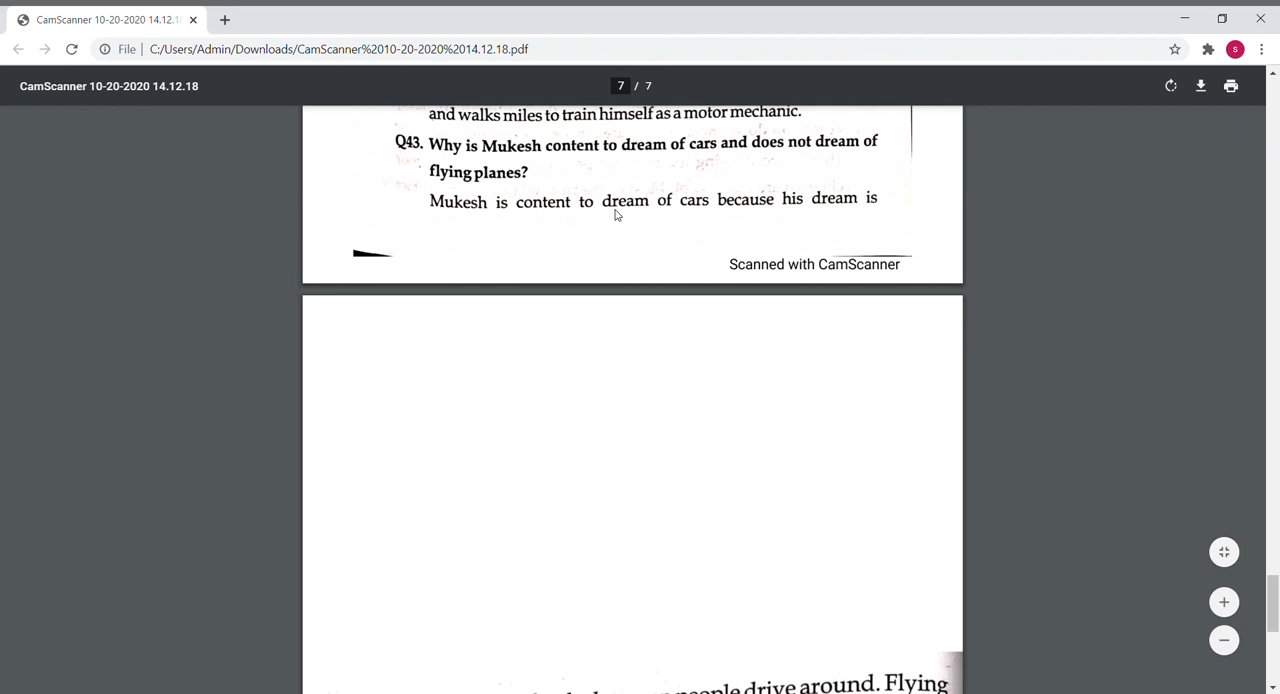 CamScanner 10-20-2020 14.12.1
File
C:/Users/Admin/Downloads/CamScanner%2010-20-2020%2014.12.18.pdf
S
CamScanner 10-20-2020 14.12.18
7 / 7
and walks miles to train himself as a motor mechanic.
Q43. Why is Mukesh content to dream of cars and does not dream of
flying planes?
Mukesh is content to dream of cars because his dream is
Scanned with CamScanner
people drive around. Flying